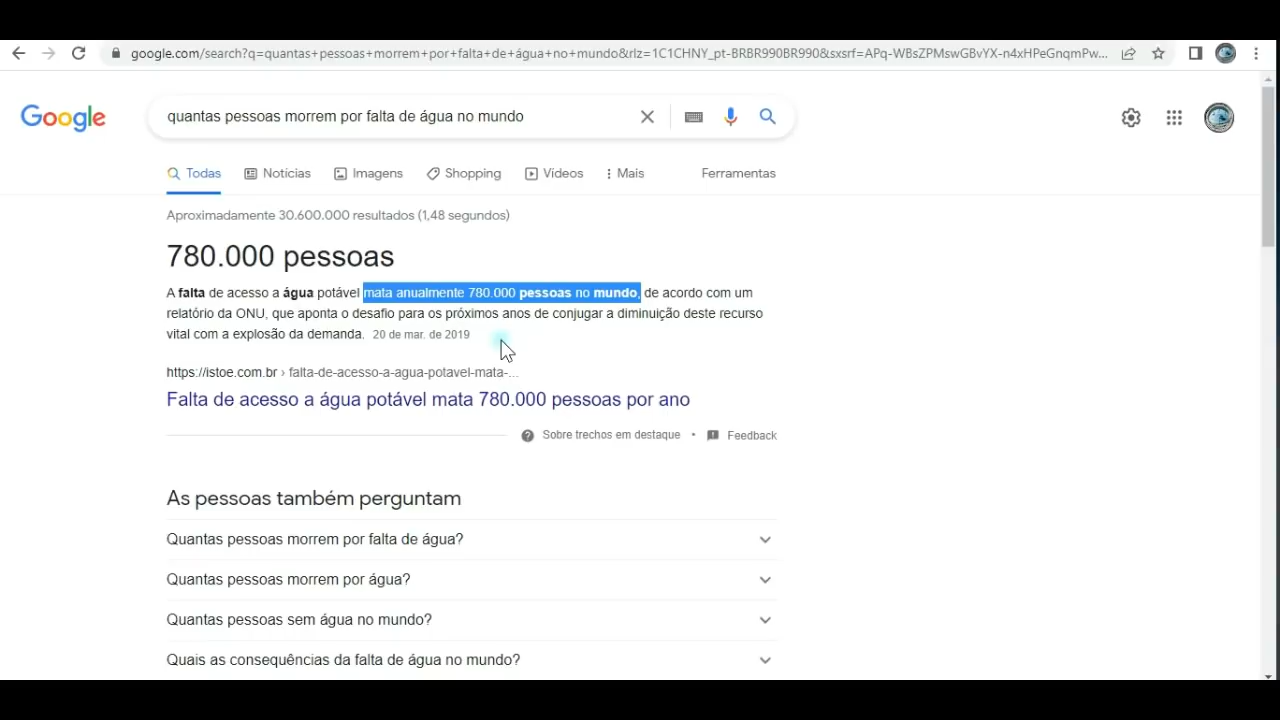 google.com/search?q=quantas+pessoas+morrem+por+falta+de+água+no+mundo&rlz=1C1CHNY_pt-BRBR990BR990&sxsrf=APq-WBsZPMswGBvYX-n4xHPeGnqmPw...
Google
quantas pessoas morrem por falta de água no mundo
Todas Notícias Imagens Shopping Vídeos Mais Ferramentas
Aproximadamente 30.600.000 resultados (1,48 segundos)
780.000 pessoas
A falta de acesso a água potável mata anualmente 780.000 pessoas no mundo, de acordo com um
relatório da ONU, que aponta o desafio para os próximos anos de conjugar a diminuição deste recurso
vital com a explosão da demanda. 20 de mar. de 2019
https://istoe.com.br › falta-de-acesso-a-agua-potavel-mata-...
Falta de acesso a água potável mata 780.000 pessoas por ano
Sobre trechos em destaque • Feedback
As pessoas também perguntam
Quantas pessoas morrem por falta de água?
Quantas pessoas morrem por água?
Quantas pessoas sem água no mundo?
Quais as consequências da falta de água no mundo?